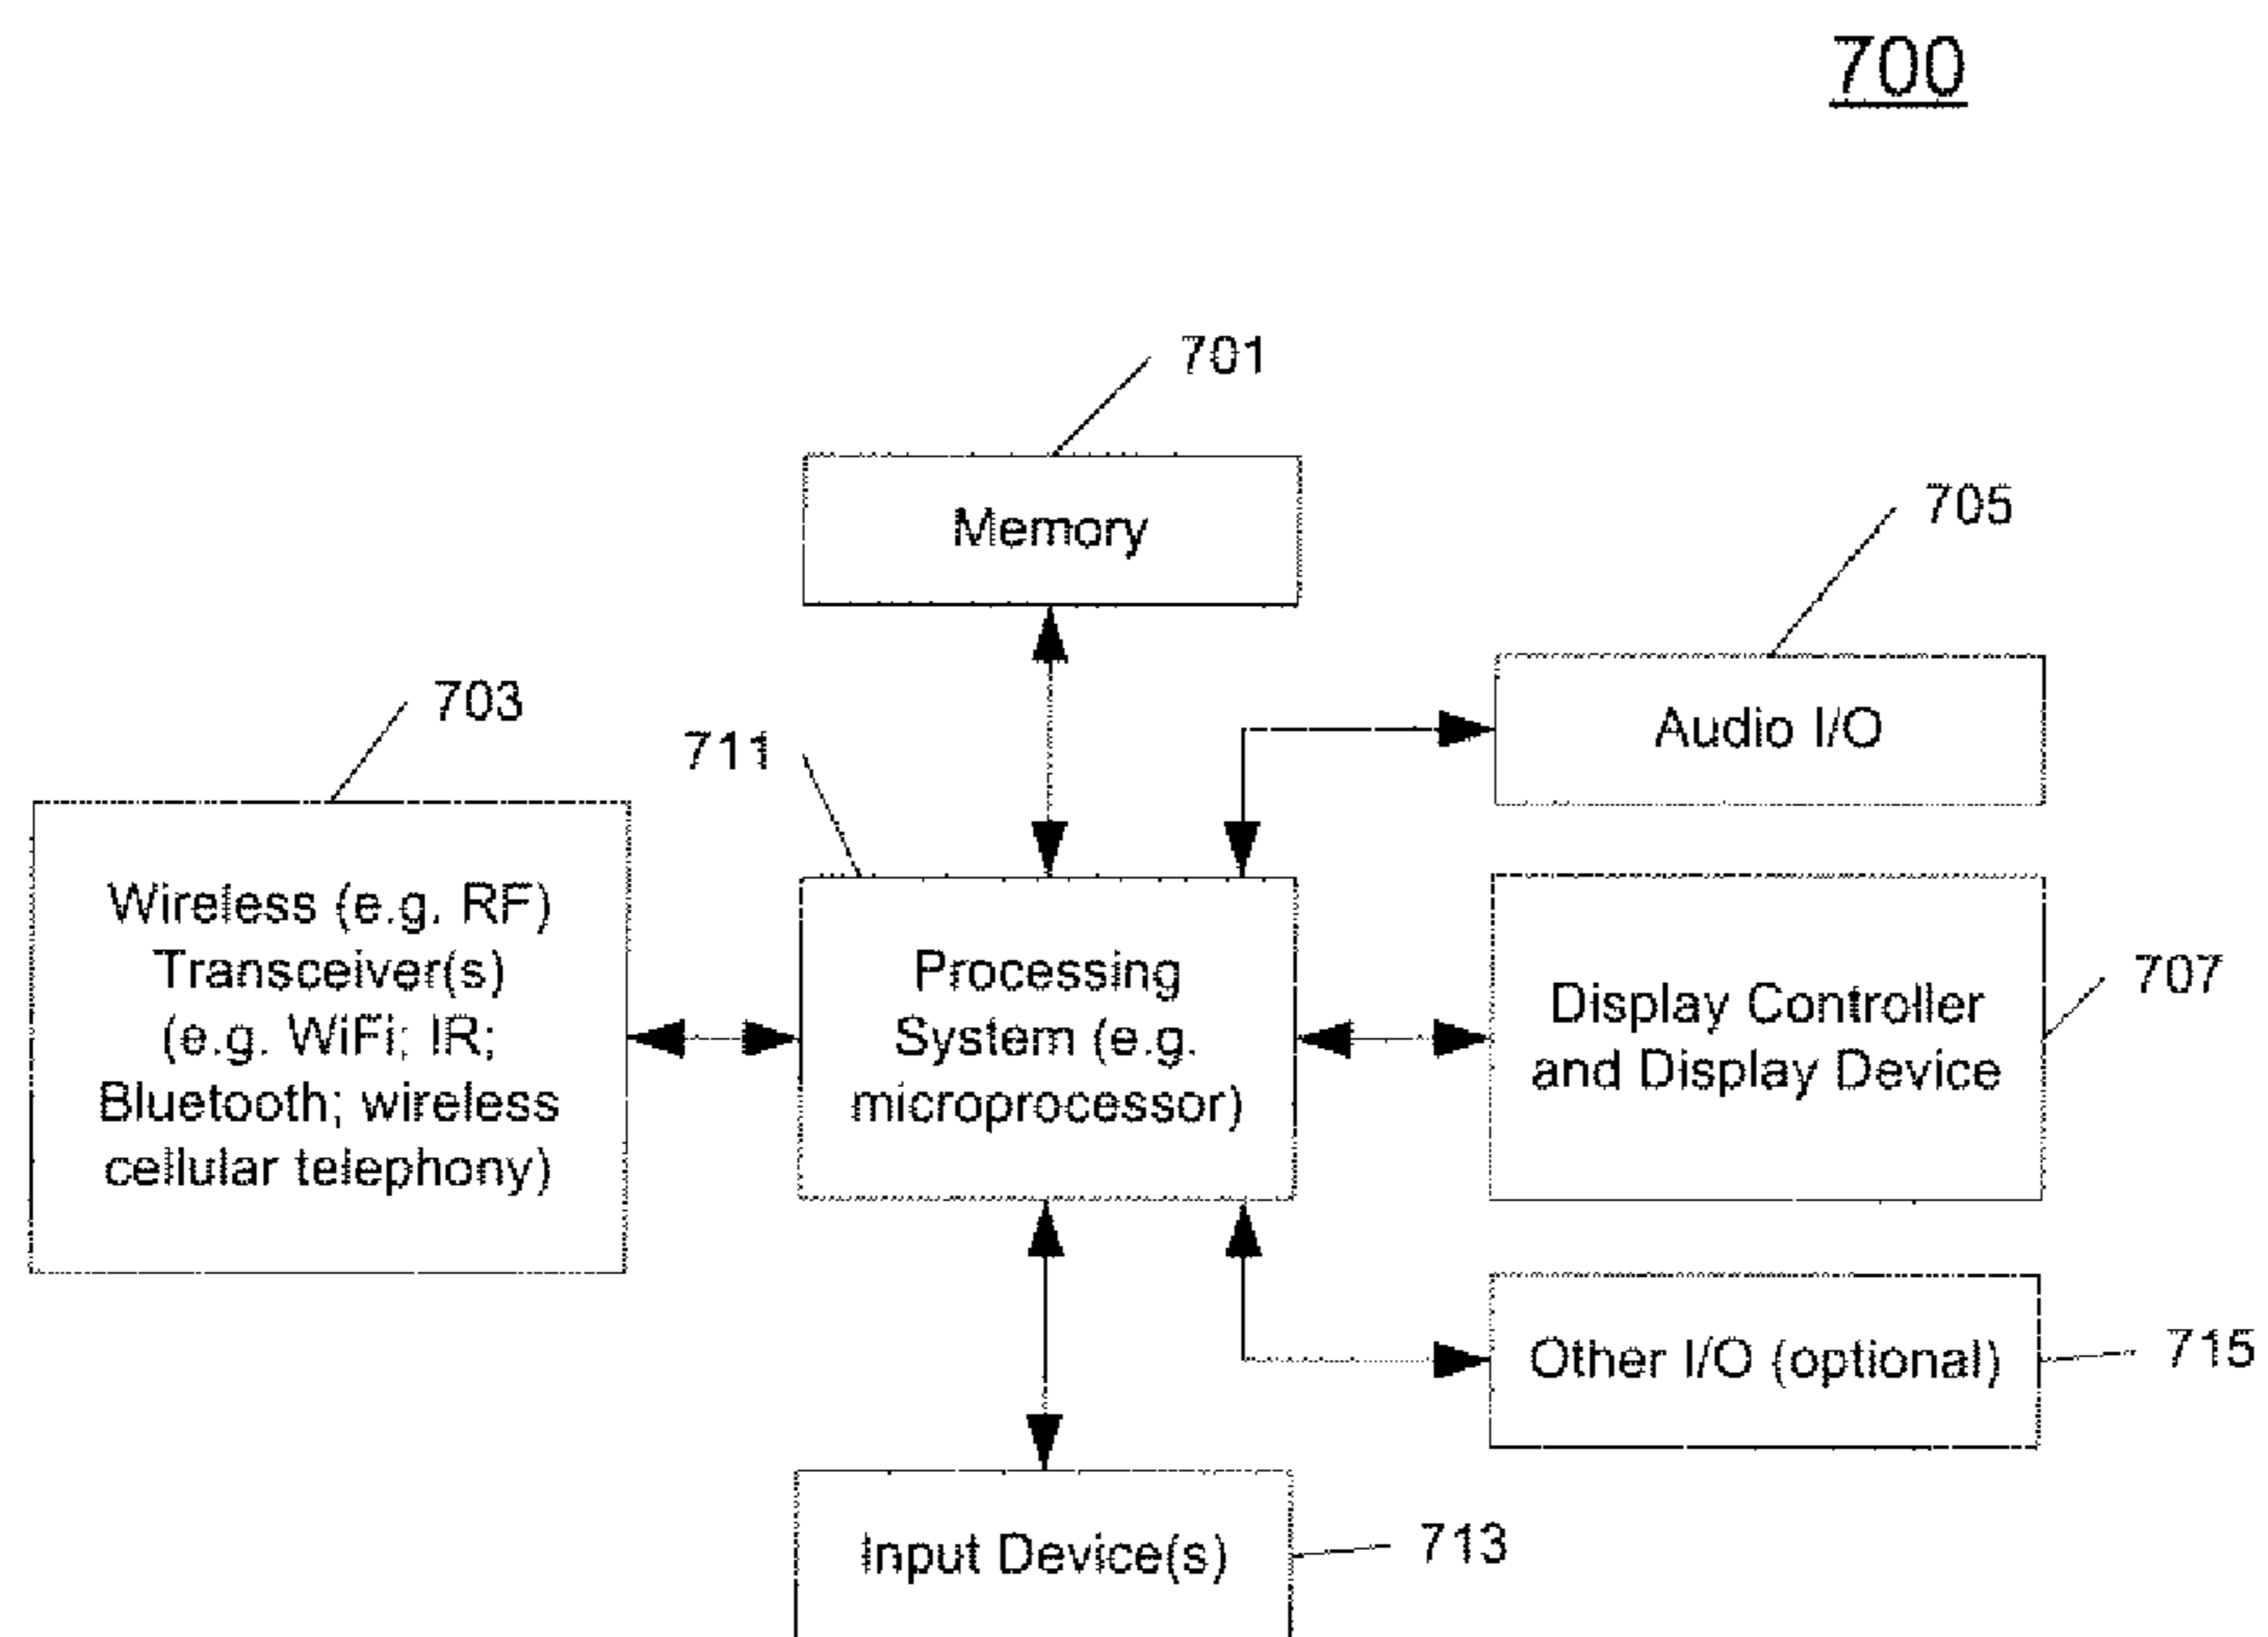 700
701
Memory
705
Audio I/O
703
711
Wireless (e.g. RF)
Transceiver(s)
(e.g. WiFi; IR;
Bluetooth; wireless
cellular telephony)
Processing
System (e.g.
microprocessor)
Display Controller
and Display Device
707
Other I/O (optional)
715
Input Device(s)
713